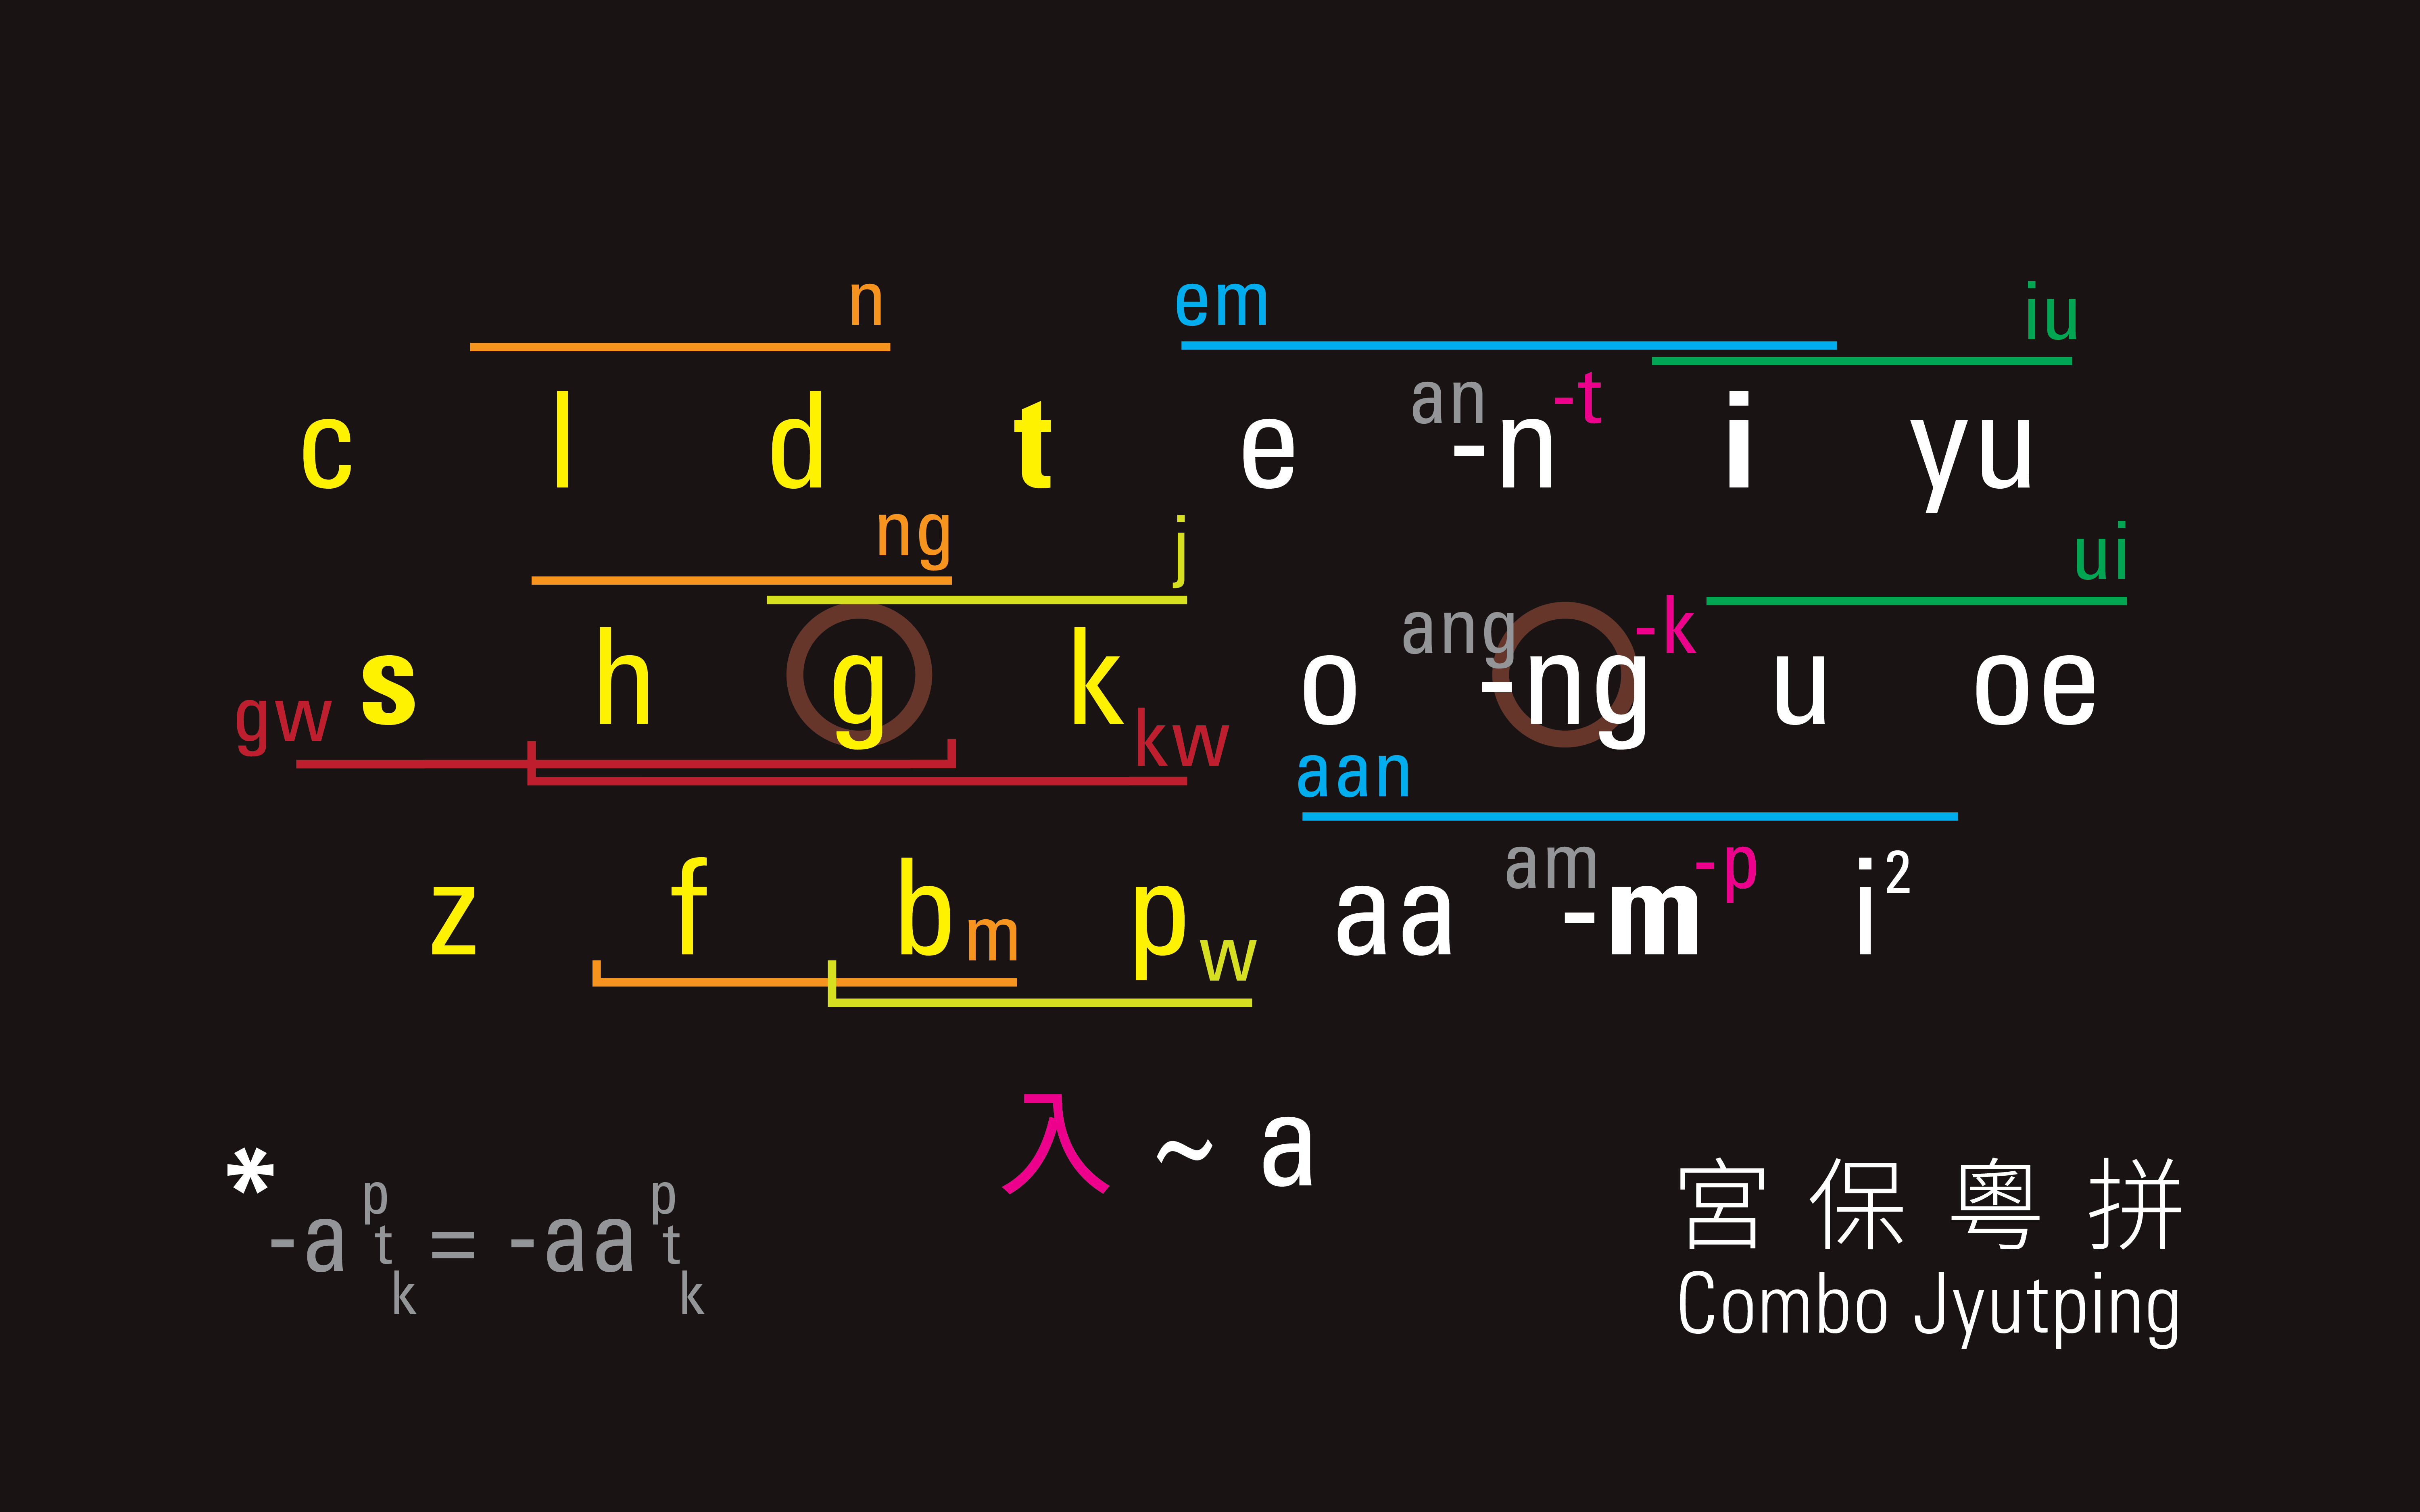 n em iu
c l d t e an -n -t i yu
ng j ui
gw s h g k kw o ang -ng -k u oe
aan
z f b m p w aa am -m -p i²
入 ~ a
* -a p t k = -aa p t k
宮保粵拼
Combo Jyutping